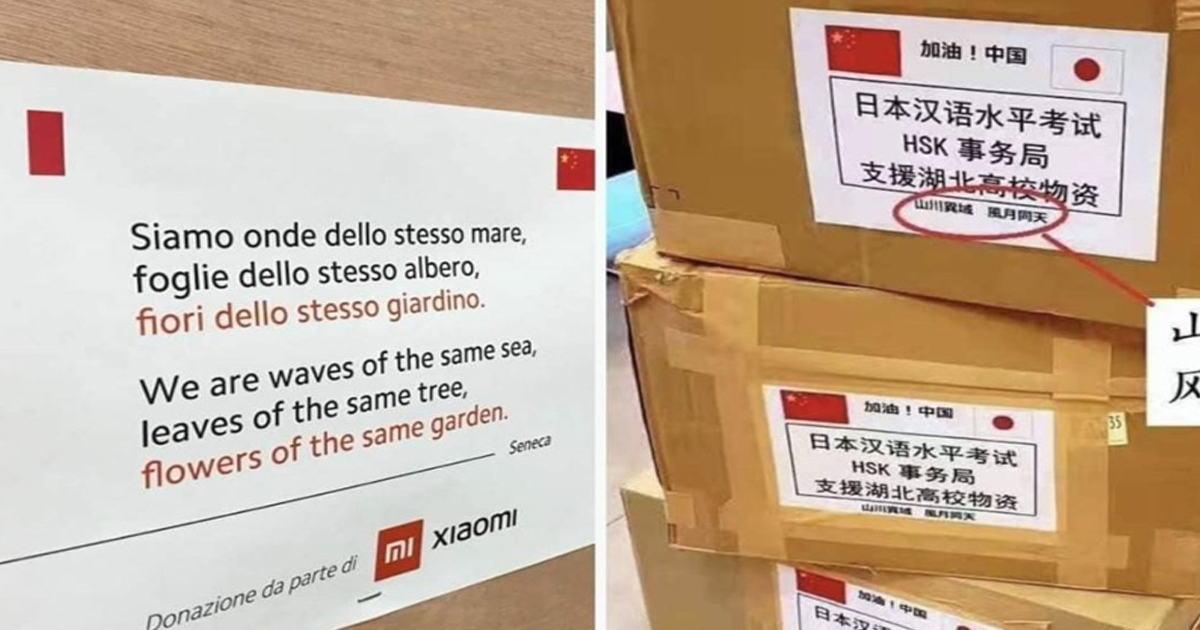 Siamo onde dello stesso mare,
foglie dello stesso albero,
fiori dello stesso giardino.
We are waves of the same sea,
leaves of the same tree,
flowers of the same garden.
Seneca
Donazione da parte di
mi XIAOMI
加油！中国
日本汉语水平考试
HSK 事务局
支援湖北高校物资
山川異域 風月同天
山
风
加油！中国
35
日本汉语水平考试
HSK 事务局
支援湖北高校物资
山川異域 風月同天
加油！中国
日本汉语水